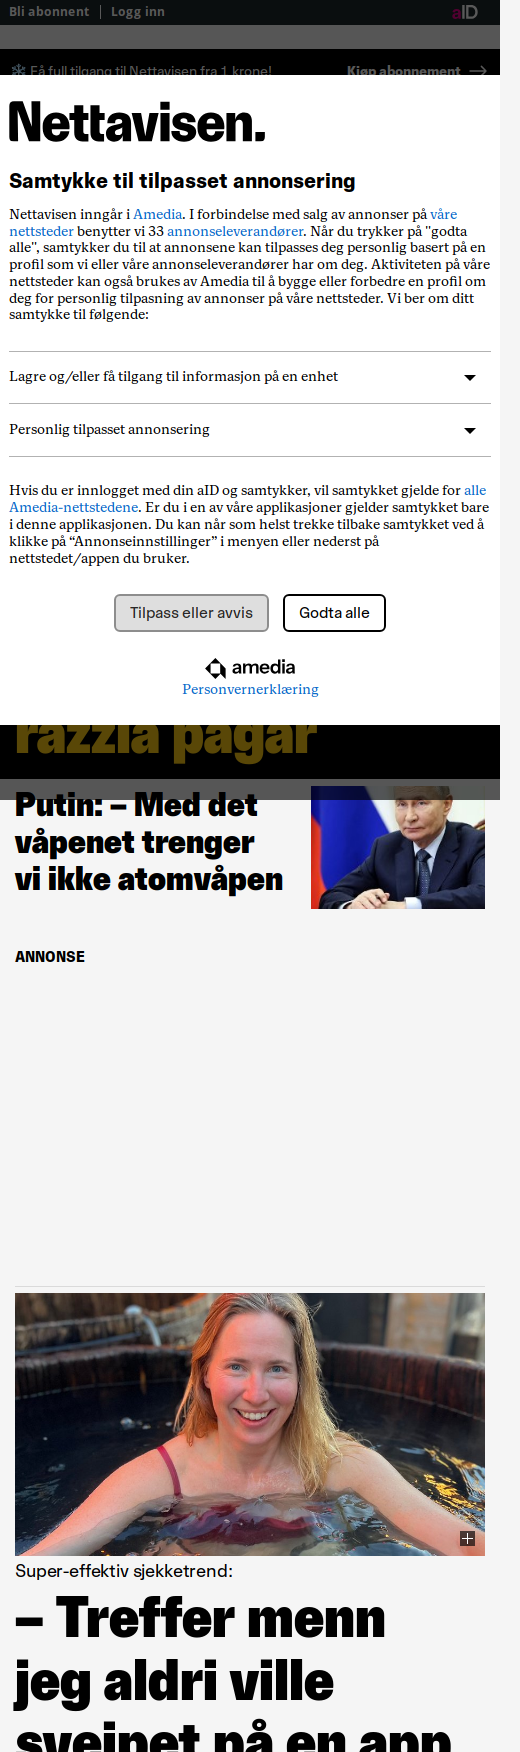 Bli abonnent | Logg inn
aID
Få full tilgang til Nettavisen fra 1 krone!
Kjøp abonnement
Nettavisen.
Samtykke til tilpasset annonsering
Nettavisen inngår i Amedia. I forbindelse med salg av annonser på våre
nettsteder benytter vi 33 annonseleverandører. Når du trykker på "godta
alle", samtykker du til at annonsene kan tilpasses deg personlig basert på en
profil som vi eller våre annonseleverandører har om deg. Aktiviteten på våre
nettsteder kan også brukes av Amedia til å bygge eller forbedre en profil om
deg for personlig tilpasning av annonser på våre nettsteder. Vi ber om ditt
samtykke til følgende:
Lagre og/eller få tilgang til informasjon på en enhet
Personlig tilpasset annonsering
Hvis du er innlogget med din aID og samtykker, vil samtykket gjelde for alle
Amedia-nettstedene. Er du i en av våre applikasjoner gjelder samtykket bare
i denne applikasjonen. Du kan når som helst trekke tilbake samtykket ved å
klikke på “Annonseinnstillinger” i menyen eller nederst på
nettstedet/appen du bruker.
Tilpass eller avvis
Godta alle
amedia
Personvernerklæring
razzia pågår
Putin: – Med det
våpenet trenger
vi ikke atomvåpen
ANNONSE
Super-effektiv sjekketrend:
– Treffer menn
jeg aldri ville
sveipet på en app